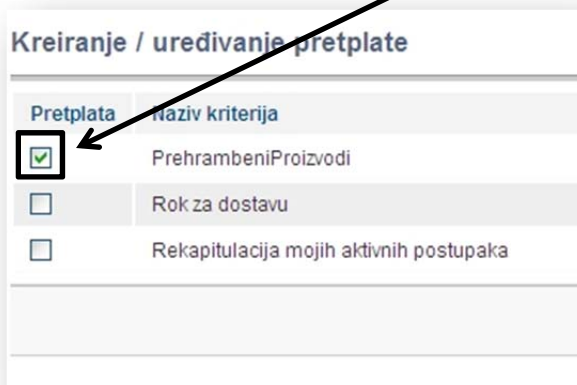 Kreiranje / uređivanje pretplate
Pretplata Naziv kriterija
PrehrambeniProizvodi
Rok za dostavu
Rekapitulacija mojih aktivnih postupaka